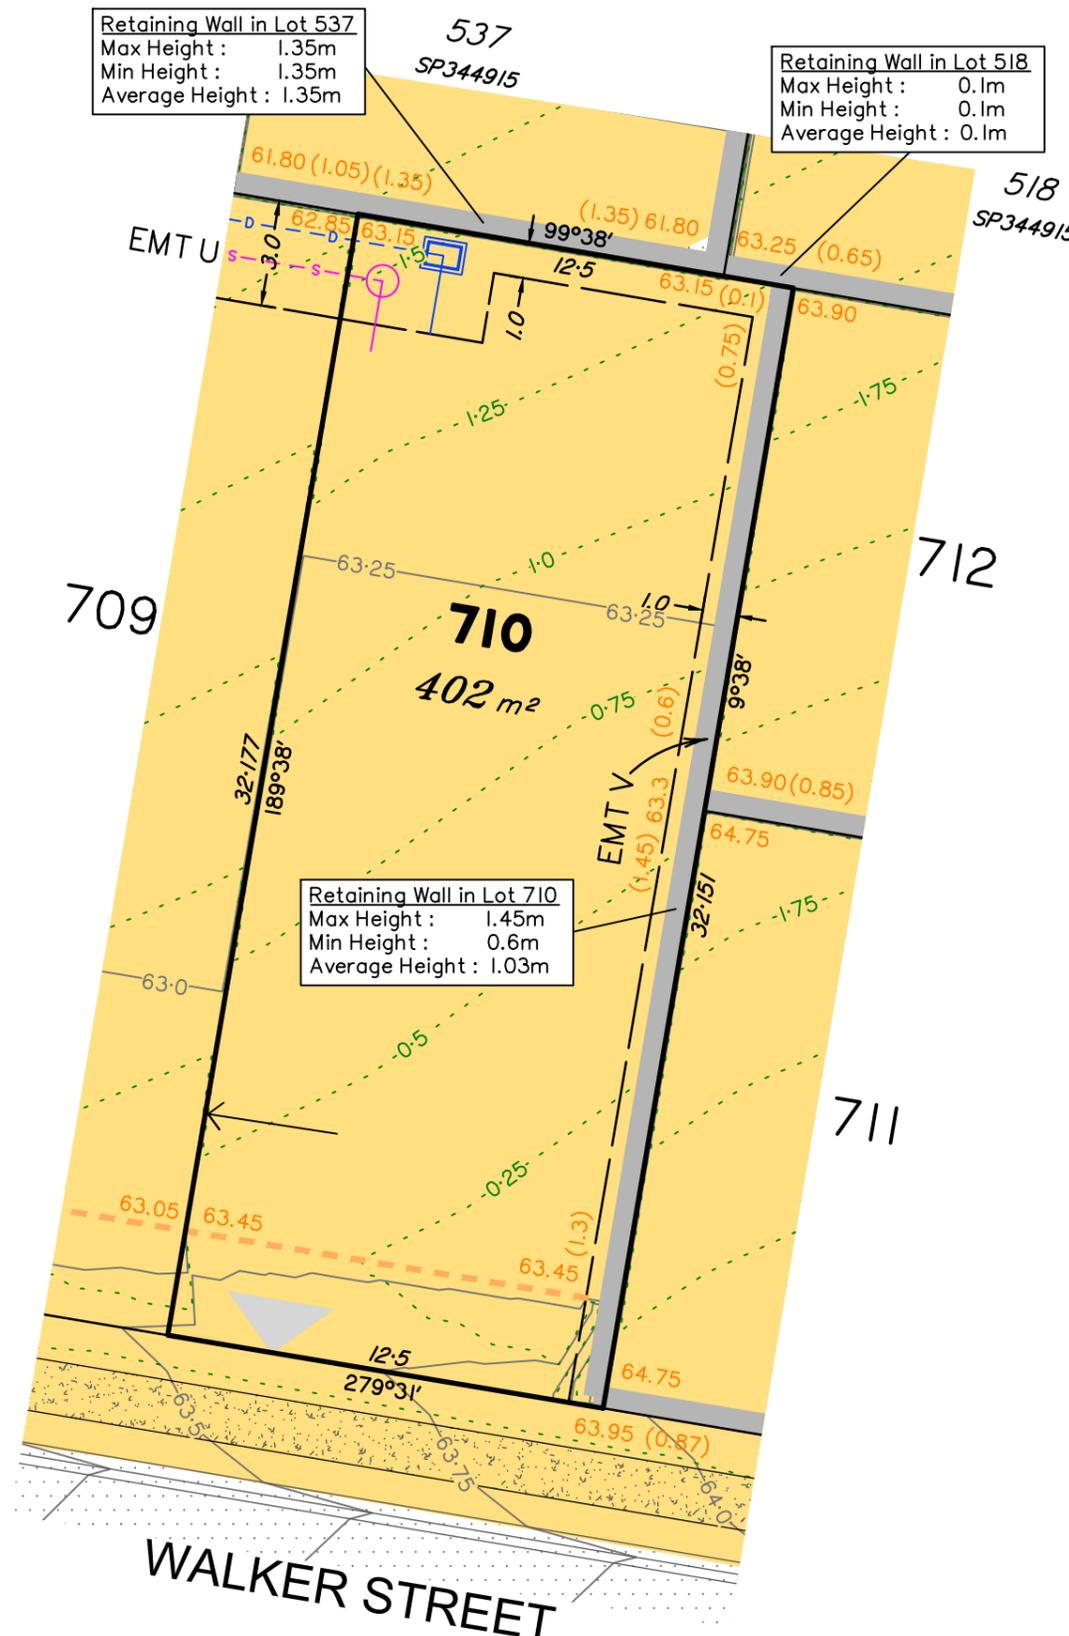 Retaining Wall in Lot 537
Max Height : 1.35m
Min Height : 1.35m
Average Height : 1.35m
537
SP344915
Retaining Wall in Lot 518
Max Height : 0.1m
Min Height : 0.1m
Average Height : 0.1m
518
SP344915
61.80 (1.05) (1.35)
(1.35) 61.80
63.25 (0.65)
62.85 63.15
99°38'
12.5
EMT U
D
D
S
S
3.0
1.5
1.0
63.15 (0.1)
63.90
(0.75)
1.25
1.75
712
1.0
63.25
63.25
1.0
709
710
402 m²
0.75
(0.6)
9°38'
EMT V
(1.45) 63.3
63.90 (0.85)
64.75
32.177
189°38'
Retaining Wall in Lot 710
Max Height : 1.45m
Min Height : 0.6m
Average Height : 1.03m
32.151
1.75
63.0
0.5
711
0.25
63.05 63.45
63.45
(1.3)
12.5
279°31'
64.75
63.95 (0.87)
63.5
63.75
64.0
WALKER STREET